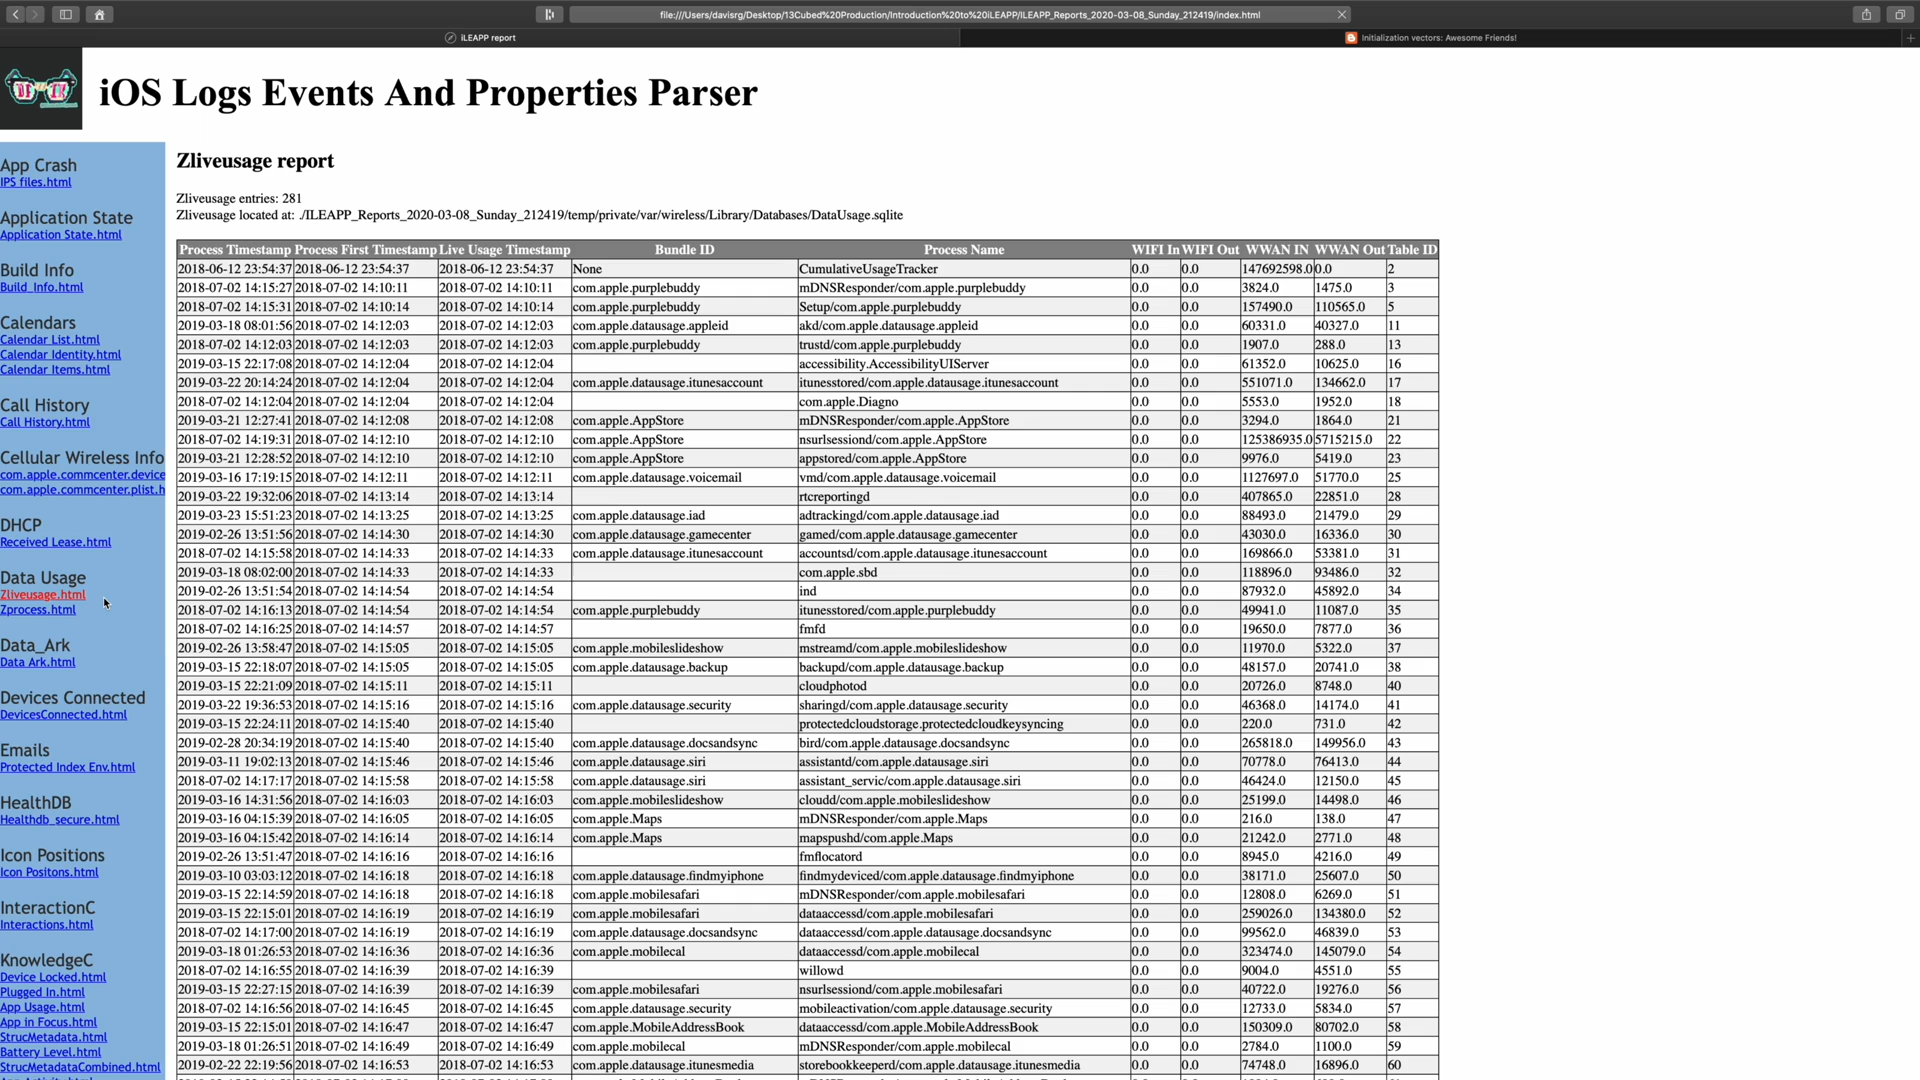 file:///Users/davisrg/Desktop/13Cubed%20Production/Introduction%20to%20iLEAPP/ILEAPP_Reports_2020-03-08_Sunday_212419/index.html
iLEAPP report
Initialization vectors: Awesome Friends!
iOS Logs Events And Properties Parser
App Crash
IPS files.html
Application State
Application State.html
Build Info
Build_Info.html
Calendars
Calendar List.html
Calendar Identity.html
Calendar Items.html
Call History
Call History.html
Cellular Wireless Info
com.apple.commcenter.device
com.apple.commcenter.plist.h
DHCP
Received Lease.html
Data Usage
Zliveusage.html
Zprocess.html
Data_Ark
Data Ark.html
Devices Connected
DevicesConnected.html
Emails
Protected Index Env.html
HealthDB
Healthdb_secure.html
Icon Positions
Icon Positons.html
InteractionC
Interactions.html
KnowledgeC
Device Locked.html
Plugged In.html
App Usage.html
App in Focus.html
StrucMetadata.html
Battery Level.html
StrucMetadataCombined.html
Zliveusage report
Zliveusage entries: 281
Zliveusage located at: ./ILEAPP_Reports_2020-03-08_Sunday_212419/temp/private/var/wireless/Library/Databases/DataUsage.sqlite
Process Timestamp Process First Timestamp Live Usage Timestamp Bundle ID Process Name WIFI In WIFI Out WWAN IN WWAN Out Table ID
2018-06-12 23:54:37 2018-06-12 23:54:37 2018-06-12 23:54:37 None CumulativeUsageTracker 0.0 0.0 147692598.0 0.0 2
2018-07-02 14:15:27 2018-07-02 14:10:11 2018-07-02 14:10:11 com.apple.purplebuddy mDNSResponder/com.apple.purplebuddy 0.0 0.0 3824.0 1475.0 3
2018-07-02 14:15:31 2018-07-02 14:10:14 2018-07-02 14:10:14 com.apple.purplebuddy Setup/com.apple.purplebuddy 0.0 0.0 157490.0 110565.0 5
2019-03-18 08:01:56 2018-07-02 14:12:03 2018-07-02 14:12:03 com.apple.datausage.appleid akd/com.apple.datausage.appleid 0.0 0.0 60331.0 40327.0 11
2018-07-02 14:12:03 2018-07-02 14:12:03 2018-07-02 14:12:03 com.apple.purplebuddy trustd/com.apple.purplebuddy 0.0 0.0 1907.0 288.0 13
2019-03-15 22:17:08 2018-07-02 14:12:04 2018-07-02 14:12:04 accessibility.AccessibilityUIServer 0.0 0.0 61352.0 10625.0 16
2019-03-22 20:14:24 2018-07-02 14:12:04 2018-07-02 14:12:04 com.apple.datausage.itunesaccount itunesstored/com.apple.datausage.itunesaccount 0.0 0.0 551071.0 134662.0 17
2018-07-02 14:12:04 2018-07-02 14:12:04 2018-07-02 14:12:04 com.apple.Diagno 0.0 0.0 5553.0 1952.0 18
2019-03-21 12:27:41 2018-07-02 14:12:08 2018-07-02 14:12:08 com.apple.AppStore mDNSResponder/com.apple.AppStore 0.0 0.0 3294.0 1864.0 21
2018-07-02 14:19:31 2018-07-02 14:12:10 2018-07-02 14:12:10 com.apple.AppStore nsurlsessiond/com.apple.AppStore 0.0 0.0 125386935.0 5715215.0 22
2019-03-21 12:28:52 2018-07-02 14:12:10 2018-07-02 14:12:10 com.apple.AppStore appstored/com.apple.AppStore 0.0 0.0 9976.0 5419.0 23
2019-03-16 17:19:15 2018-07-02 14:12:11 2018-07-02 14:12:11 com.apple.datausage.voicemail vmd/com.apple.datausage.voicemail 0.0 0.0 1127697.0 51770.0 25
2019-03-22 19:32:06 2018-07-02 14:13:14 2018-07-02 14:13:14 rtcreportingd 0.0 0.0 407865.0 22851.0 28
2019-03-23 15:51:23 2018-07-02 14:13:25 2018-07-02 14:13:25 com.apple.datausage.iad adtrackingd/com.apple.datausage.iad 0.0 0.0 88493.0 21479.0 29
2019-02-26 13:51:56 2018-07-02 14:14:30 2018-07-02 14:14:30 com.apple.datausage.gamecenter gamed/com.apple.datausage.gamecenter 0.0 0.0 43030.0 16336.0 30
2018-07-02 14:15:58 2018-07-02 14:14:33 2018-07-02 14:14:33 com.apple.datausage.itunesaccount accountsd/com.apple.datausage.itunesaccount 0.0 0.0 169866.0 53381.0 31
2019-03-18 08:02:00 2018-07-02 14:14:33 2018-07-02 14:14:33 com.apple.sbd 0.0 0.0 118896.0 93486.0 32
2019-02-26 13:51:54 2018-07-02 14:14:54 2018-07-02 14:14:54 ind 0.0 0.0 87932.0 45892.0 34
2018-07-02 14:16:13 2018-07-02 14:14:54 2018-07-02 14:14:54 com.apple.purplebuddy itunesstored/com.apple.purplebuddy 0.0 0.0 49941.0 11087.0 35
2018-07-02 14:16:25 2018-07-02 14:14:57 2018-07-02 14:14:57 fmfd 0.0 0.0 19650.0 7877.0 36
2019-02-26 13:58:47 2018-07-02 14:15:05 2018-07-02 14:15:05 com.apple.mobileslideshow mstreamd/com.apple.mobileslideshow 0.0 0.0 11970.0 5322.0 37
2019-03-15 22:18:07 2018-07-02 14:15:05 2018-07-02 14:15:05 com.apple.datausage.backup backupd/com.apple.datausage.backup 0.0 0.0 48157.0 20741.0 38
2019-03-15 22:21:09 2018-07-02 14:15:11 2018-07-02 14:15:11 cloudphotod 0.0 0.0 20726.0 8748.0 40
2019-03-22 19:36:53 2018-07-02 14:15:16 2018-07-02 14:15:16 com.apple.datausage.security sharingd/com.apple.datausage.security 0.0 0.0 46368.0 14174.0 41
2019-03-15 22:24:11 2018-07-02 14:15:40 2018-07-02 14:15:40 protectedcloudstorage.protectedcloudkeysyncing 0.0 0.0 220.0 731.0 42
2019-02-28 20:34:19 2018-07-02 14:15:40 2018-07-02 14:15:40 com.apple.datausage.docsandsync bird/com.apple.datausage.docsandsync 0.0 0.0 265818.0 149956.0 43
2019-03-11 19:02:13 2018-07-02 14:15:46 2018-07-02 14:15:46 com.apple.datausage.siri assistantd/com.apple.datausage.siri 0.0 0.0 70778.0 76413.0 44
2018-07-02 14:17:17 2018-07-02 14:15:58 2018-07-02 14:15:58 com.apple.datausage.siri assistant_servic/com.apple.datausage.siri 0.0 0.0 46424.0 12150.0 45
2019-03-16 14:31:56 2018-07-02 14:16:03 2018-07-02 14:16:03 com.apple.mobileslideshow cloudd/com.apple.mobileslideshow 0.0 0.0 25199.0 14498.0 46
2019-03-16 04:15:39 2018-07-02 14:16:05 2018-07-02 14:16:05 com.apple.Maps mDNSResponder/com.apple.Maps 0.0 0.0 216.0 138.0 47
2019-03-16 04:15:42 2018-07-02 14:16:14 2018-07-02 14:16:14 com.apple.Maps mapspushd/com.apple.Maps 0.0 0.0 21242.0 2771.0 48
2019-02-26 13:51:47 2018-07-02 14:16:16 2018-07-02 14:16:16 fmflocatord 0.0 0.0 8945.0 4216.0 49
2019-03-10 03:03:12 2018-07-02 14:16:18 2018-07-02 14:16:18 com.apple.datausage.findmyiphone findmydeviced/com.apple.datausage.findmyiphone 0.0 0.0 38171.0 25607.0 50
2019-03-15 22:14:59 2018-07-02 14:16:18 2018-07-02 14:16:18 com.apple.mobilesafari mDNSResponder/com.apple.mobilesafari 0.0 0.0 12808.0 6269.0 51
2019-03-15 22:15:01 2018-07-02 14:16:19 2018-07-02 14:16:19 com.apple.mobilesafari dataaccessd/com.apple.mobilesafari 0.0 0.0 259026.0 134380.0 52
2018-07-02 14:17:00 2018-07-02 14:16:19 2018-07-02 14:16:19 com.apple.datausage.docsandsync dataaccessd/com.apple.datausage.docsandsync 0.0 0.0 99562.0 46839.0 53
2019-03-18 01:26:53 2018-07-02 14:16:36 2018-07-02 14:16:36 com.apple.mobilecal dataaccessd/com.apple.mobilecal 0.0 0.0 323474.0 145079.0 54
2018-07-02 14:16:55 2018-07-02 14:16:39 2018-07-02 14:16:39 willowd 0.0 0.0 9004.0 4551.0 55
2019-03-15 22:27:15 2018-07-02 14:16:39 2018-07-02 14:16:39 com.apple.mobilesafari nsurlsessiond/com.apple.mobilesafari 0.0 0.0 40722.0 19276.0 56
2018-07-02 14:16:56 2018-07-02 14:16:45 2018-07-02 14:16:45 com.apple.datausage.security mobileactivation/com.apple.datausage.security 0.0 0.0 12733.0 5834.0 57
2019-03-15 22:15:01 2018-07-02 14:16:47 2018-07-02 14:16:47 com.apple.MobileAddressBook dataaccessd/com.apple.MobileAddressBook 0.0 0.0 150309.0 80702.0 58
2019-03-18 01:26:51 2018-07-02 14:16:49 2018-07-02 14:16:49 com.apple.mobilecal mDNSResponder/com.apple.mobilecal 0.0 0.0 2784.0 1100.0 59
2019-02-22 22:19:56 2018-07-02 14:16:53 2018-07-02 14:16:53 com.apple.datausage.itunesmedia storebookkeeperd/com.apple.datausage.itunesmedia 0.0 0.0 74748.0 16896.0 60